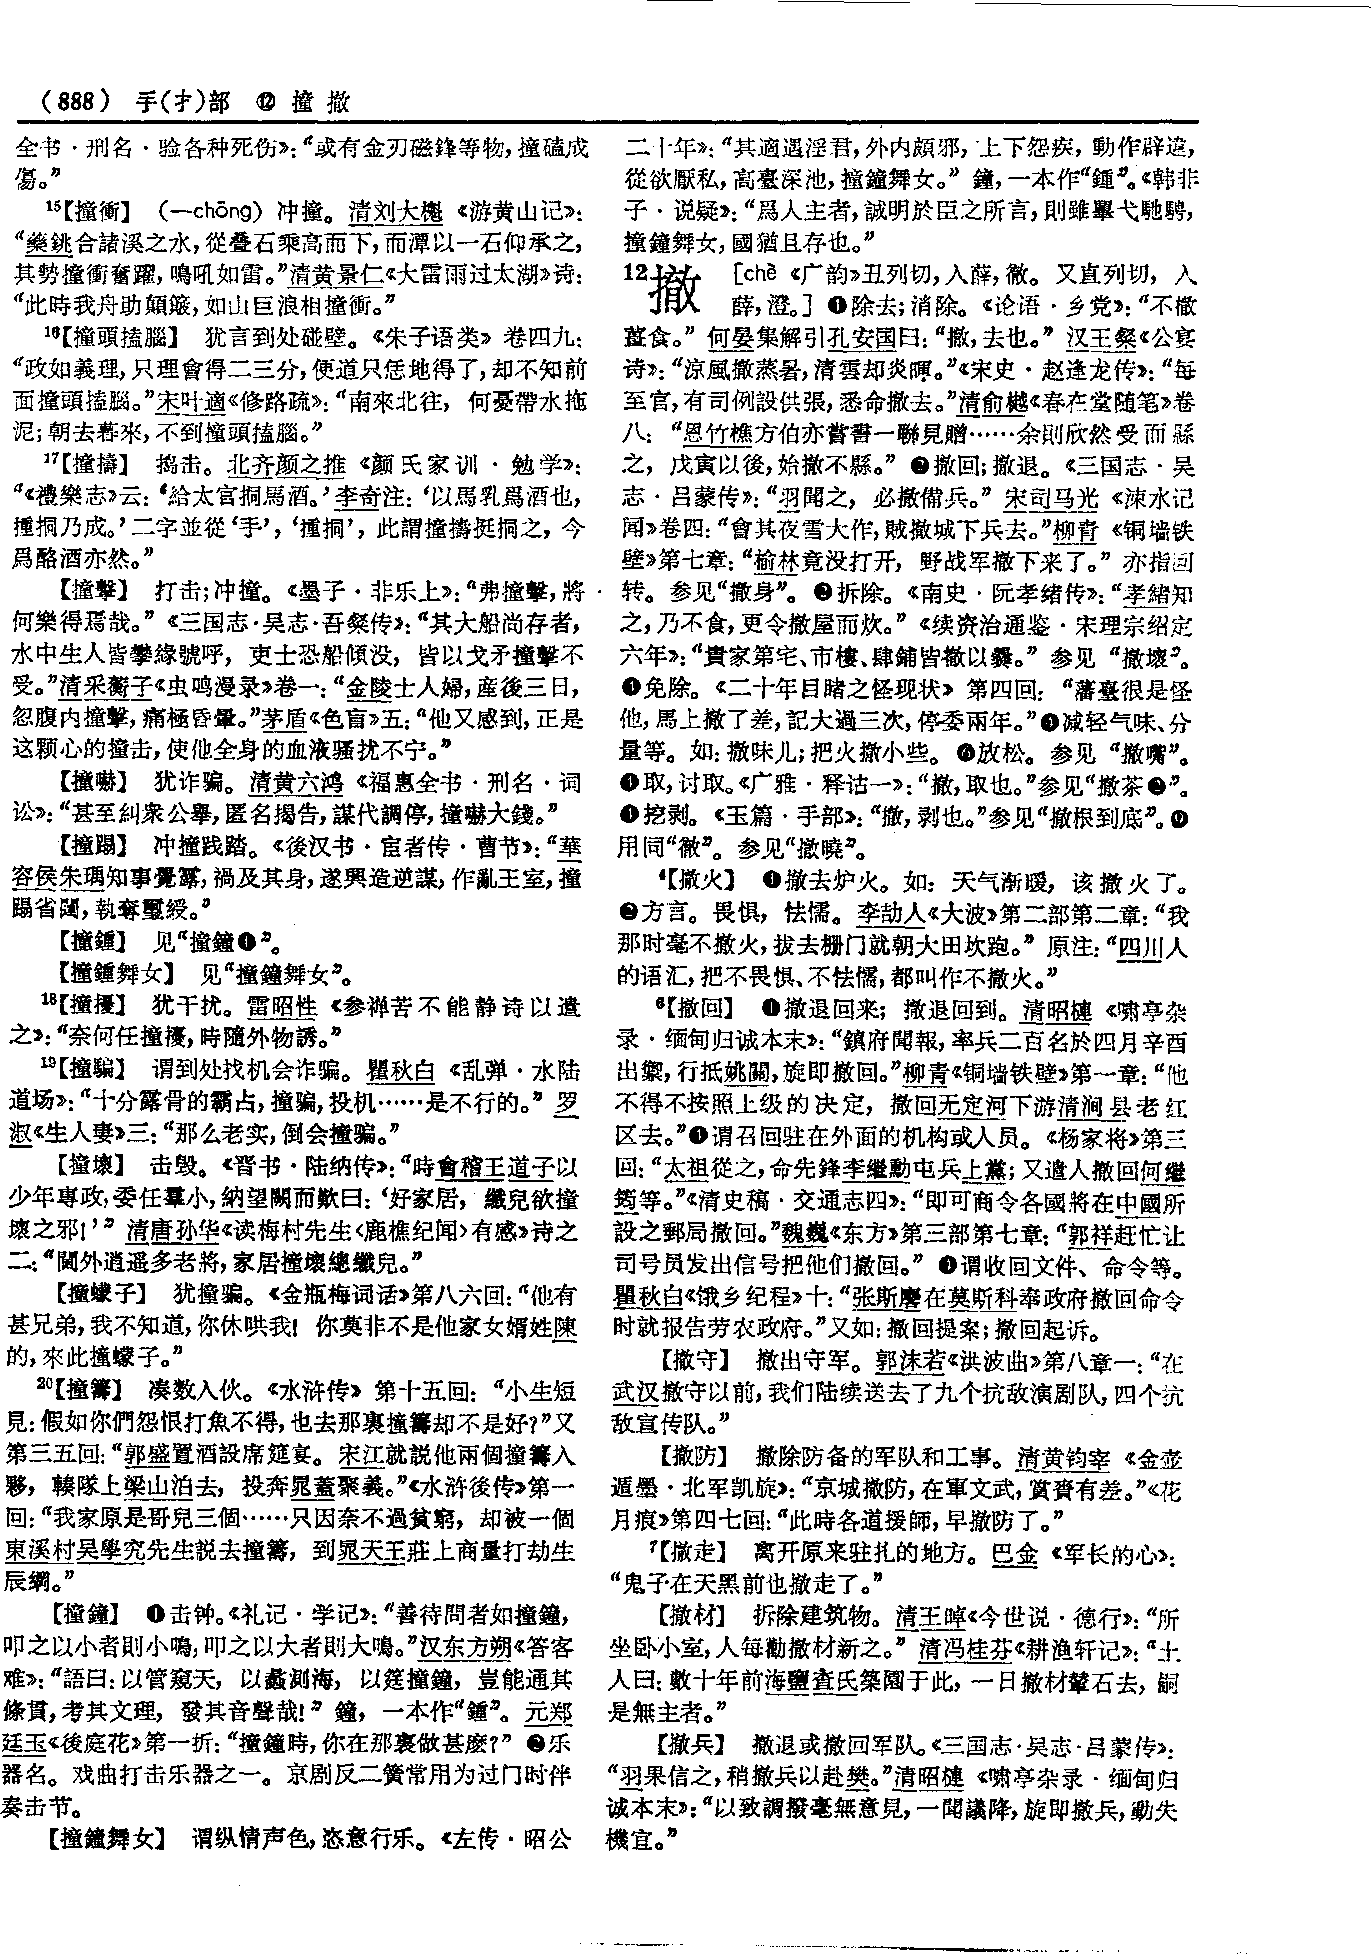 (888) 手(扌)部 ⑫ 撞 撤
全书·刑名·验各种死伤》：“或有金刃磁鋒等物，撞磕成
傷。”
15【撞衝】 （—chōng）冲撞。清刘大櫆《游黄山记》：
“藥銚合諸溪之水，從疊石乘高而下，而潭以一石仰承之，
其勢撞衝奮躍，鳴吼如雷。”清黄景仁《大雷雨过太湖》诗：
“此時我舟助顛簸，如山巨浪相撞衝。”
16【撞頭搕腦】 犹言到处碰壁。《朱子语类》卷四九：
“政如義理，只理會得二三分，便道只恁地得了，却不知前
面撞頭搕腦。”宋叶適《修路疏》：“南來北往，何憂帶水拖
泥；朝去暮來，不到撞頭搕腦。”
17【撞擣】 捣击。北齐颜之推《颜氏家训·勉学》：
“《禮樂志》云：‘給太官挏馬酒。’李奇注：‘以馬乳爲酒也，
揰挏乃成。’二字並從‘手’，‘揰挏’，此謂撞擣挺挏之，今
爲酪酒亦然。”
【撞擊】 打击；冲撞。《墨子·非乐上》：“弗撞擊，將
何樂得焉哉。”《三国志·吴志·吾粲传》：“其大船尚存者，
水中生人皆攀緣號呼，吏士恐船傾没，皆以戈矛撞擊不
受。”清采蘅子《虫鸣漫录》卷一：“金陵士人婦，産後三日，
忽腹内撞擊，痛極昏暈。”茅盾《色盲》五：“他又感到，正是
这颗心的撞击，使他全身的血液骚扰不宁。”
【撞嚇】 犹诈骗。清黄六鸿《福惠全书·刑名·词
讼》：“甚至糾衆公舉，匿名揭告，謀代調停，撞嚇大錢。”
【撞蹋】 冲撞践踏。《後汉书·宦者传·曹节》：“華
容侯朱瑀知事覺露，禍及其身，遂興造逆謀，作亂王室，撞
蹋省闥，執奪璽綬。”
【撞鍾】 见“撞鐘❶”。
【撞鍾舞女】 见“撞鐘舞女”。
18【撞擾】 犹干扰。雷昭性《参禅苦不能静诗以遣
之》：“奈何任撞擾，時隨外物誘。”
19【撞騙】 谓到处找机会诈骗。瞿秋白《乱弹·水陆
道场》：“十分露骨的霸占，撞骗，投机……是不行的。”罗
淑《生人妻》三：“那么老实，倒会撞骗。”
【撞壞】 击毁。《晋书·陆纳传》：“時會稽王道子以
少年專政，委任羣小，納望闕而歎曰：‘好家居，纖兒欲撞
壞之邪！’”清唐孙华《读梅村先生〈鹿樵纪闻〉有感》诗之
二：“閫外逍遥多老將，家居撞壞總纖兒。”
【撞蠓子】 犹撞骗。《金瓶梅词话》第八六回：“他有
甚兄弟，我不知道，你休哄我！你莫非不是他家女婿姓陳
的，來此撞蠓子。”
20【撞籌】 凑数入伙。《水浒传》第十五回：“小生短
見：假如你們怨恨打魚不得，也去那裏撞籌却不是好？”又
第三五回：“郭盛置酒設席筵宴。宋江就説他兩個撞籌入
夥，輳隊上梁山泊去，投奔晁蓋聚義。”《水浒後传》第一
回：“我家原是哥兒三個……只因奈不過貧窮，却被一個
東溪村吴學究先生説去撞籌，到晁天王莊上商量打劫生
辰綱。”
【撞鐘】 ❶击钟。《礼记·学记》：“善待問者如撞鐘，
叩之以小者則小鳴，叩之以大者則大鳴。”汉东方朔《答客
难》：“語曰：以管窺天，以蠡測海，以筳撞鐘，豈能通其
條貫，考其文理，發其音聲哉！”鐘，一本作“鍾”。元郑
廷玉《後庭花》第一折：“撞鐘時，你在那裏做甚麽？”❷乐
器名。戏曲打击乐器之一。京剧反二簧常用为过门时伴
奏击节。
【撞鐘舞女】 谓纵情声色，恣意行乐。《左传·昭公
二十年》：“其適遇淫君，外内頗邪，上下怨疾，動作辟違，
從欲厭私，高臺深池，撞鐘舞女。”鐘，一本作“鍾”。《韩非
子·说疑》：“爲人主者，誠明於臣之所言，則雖畢弋馳騁，
撞鐘舞女，國猶且存也。”
12撤 [chè《广韵》丑列切，入薛，徹。又直列切，入
薛，澄。] ❶除去；消除。《论语·乡党》：“不撤
薑食。”何晏集解引孔安国曰：“撤，去也。”汉王粲《公宴
诗》：“涼風撤蒸暑，清雲却炎暉。”《宋史·赵逢龙传》：“每
至官，有司例設供張，悉命撤去。”清俞樾《春在堂随笔》卷
八：“恩竹樵方伯亦嘗書一聯見贈……余則欣然受而縣
之，戊寅以後，始撤不縣。”❷撤回；撤退。《三国志·吴
志·吕蒙传》：“羽聞之，必撤備兵。”宋司马光《涑水记
闻》卷四：“會其夜雪大作，賊撤城下兵去。”柳青《铜墙铁
壁》第七章：“榆林竟没打开，野战军撤下来了。”亦指回
转。参见“撤身”。❸拆除。《南史·阮孝绪传》：“孝緒知
之，乃不食，更令撤屋而炊。”《续资治通鉴·宋理宗绍定
六年》：“貴家第宅、市樓、肆鋪皆撤以爨。”参见“撤壞”。
❹免除。《二十年目睹之怪现状》第四回：“藩臺很是怪
他，馬上撤了差，記大過三次，停委兩年。”❺减轻气味、分
量等。如：撤味儿；把火撤小些。❻放松。参见“撤嘴”。
❼取，讨取。《广雅·释诂一》：“撤，取也。”参见“撤茶❷”。
❽挖剥。《玉篇·手部》：“撤，剥也。”参见“撤根到底”。❾
用同“徹”。参见“撤曉”。
4【撤火】 ❶撤去炉火。如：天气渐暖，该撤火了。
❷方言。畏惧，怯懦。李劼人《大波》第二部第二章：“我
那时毫不撤火，拔去栅门就朝大田坎跑。”原注：“四川人
的语汇，把不畏惧、不怯懦，都叫作不撤火。”
6【撤回】 ❶撤退回来；撤退回到。清昭槤《啸亭杂
录·缅甸归诚本末》：“鎮府聞報，率兵二百名於四月辛酉
出禦，行抵姚關，旋即撤回。”柳青《铜墙铁壁》第一章：“他
不得不按照上级的决定，撤回无定河下游清涧县老红
区去。”❷谓召回驻在外面的机构或人员。《杨家将》第三
回：“太祖從之，命先鋒李繼勳屯兵上黨；又遣人撤回何繼
筠等。”《清史稿·交通志四》：“即可商令各國將在中國所
設之郵局撤回。”魏巍《东方》第三部第七章：“郭祥赶忙让
司号员发出信号把他们撤回。”❸谓收回文件、命令等。
瞿秋白《饿乡纪程》十：“张斯麐在莫斯科奉政府撤回命令
时就报告劳农政府。”又如：撤回提案；撤回起诉。
【撤守】 撤出守军。郭沫若《洪波曲》第八章一：“在
武汉撤守以前，我们陆续送去了九个抗敌演剧队，四个抗
敌宣传队。”
【撤防】 撤除防备的军队和工事。清黄钧宰《金壶
遁墨·北军凯旋》：“京城撤防，在軍文武，賞賚有差。”《花
月痕》第四七回：“此時各道援師，早撤防了。”
7【撤走】 离开原来驻扎的地方。巴金《军长的心》：
“鬼子在天黑前也撤走了。”
【撤材】 拆除建筑物。清王晫《今世说·德行》：“所
坐卧小室，人每勸撤材新之。”清冯桂芬《耕渔轩记》：“土
人曰：數十年前海鹽查氏築園于此，一日撤材輦石去，嗣
是無主者。”
【撤兵】 撤退或撤回军队。《三国志·吴志·吕蒙传》：
“羽果信之，稍撤兵以赴樊。”清昭槤《啸亭杂录·缅甸归
诚本末》：“以致調撥毫無意見，一聞議降，旋即撤兵，動失
機宜。”